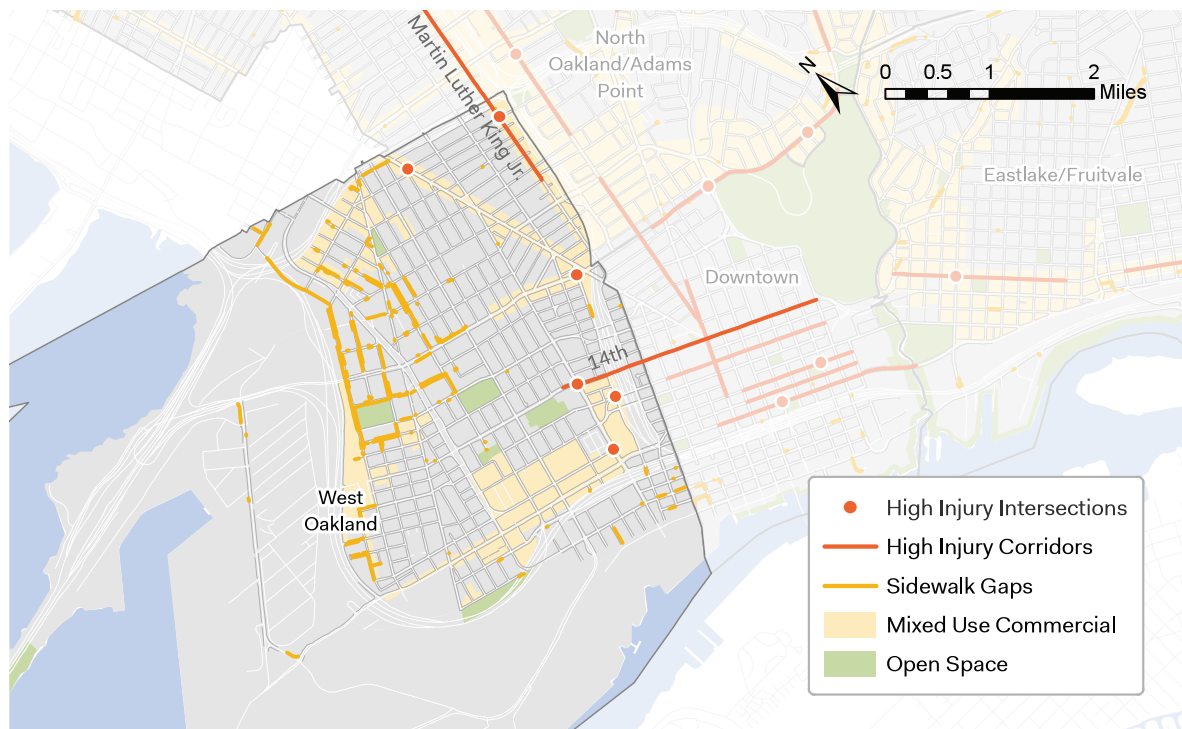 Martin Luther King Jr.
North
Oakland/Adams
Point
N
0 0.5 1 2
Miles
Eastlake/Fruitvale
Downtown
14th
West
Oakland
High Injury Intersections
High Injury Corridors
Sidewalk Gaps
Mixed Use Commercial
Open Space